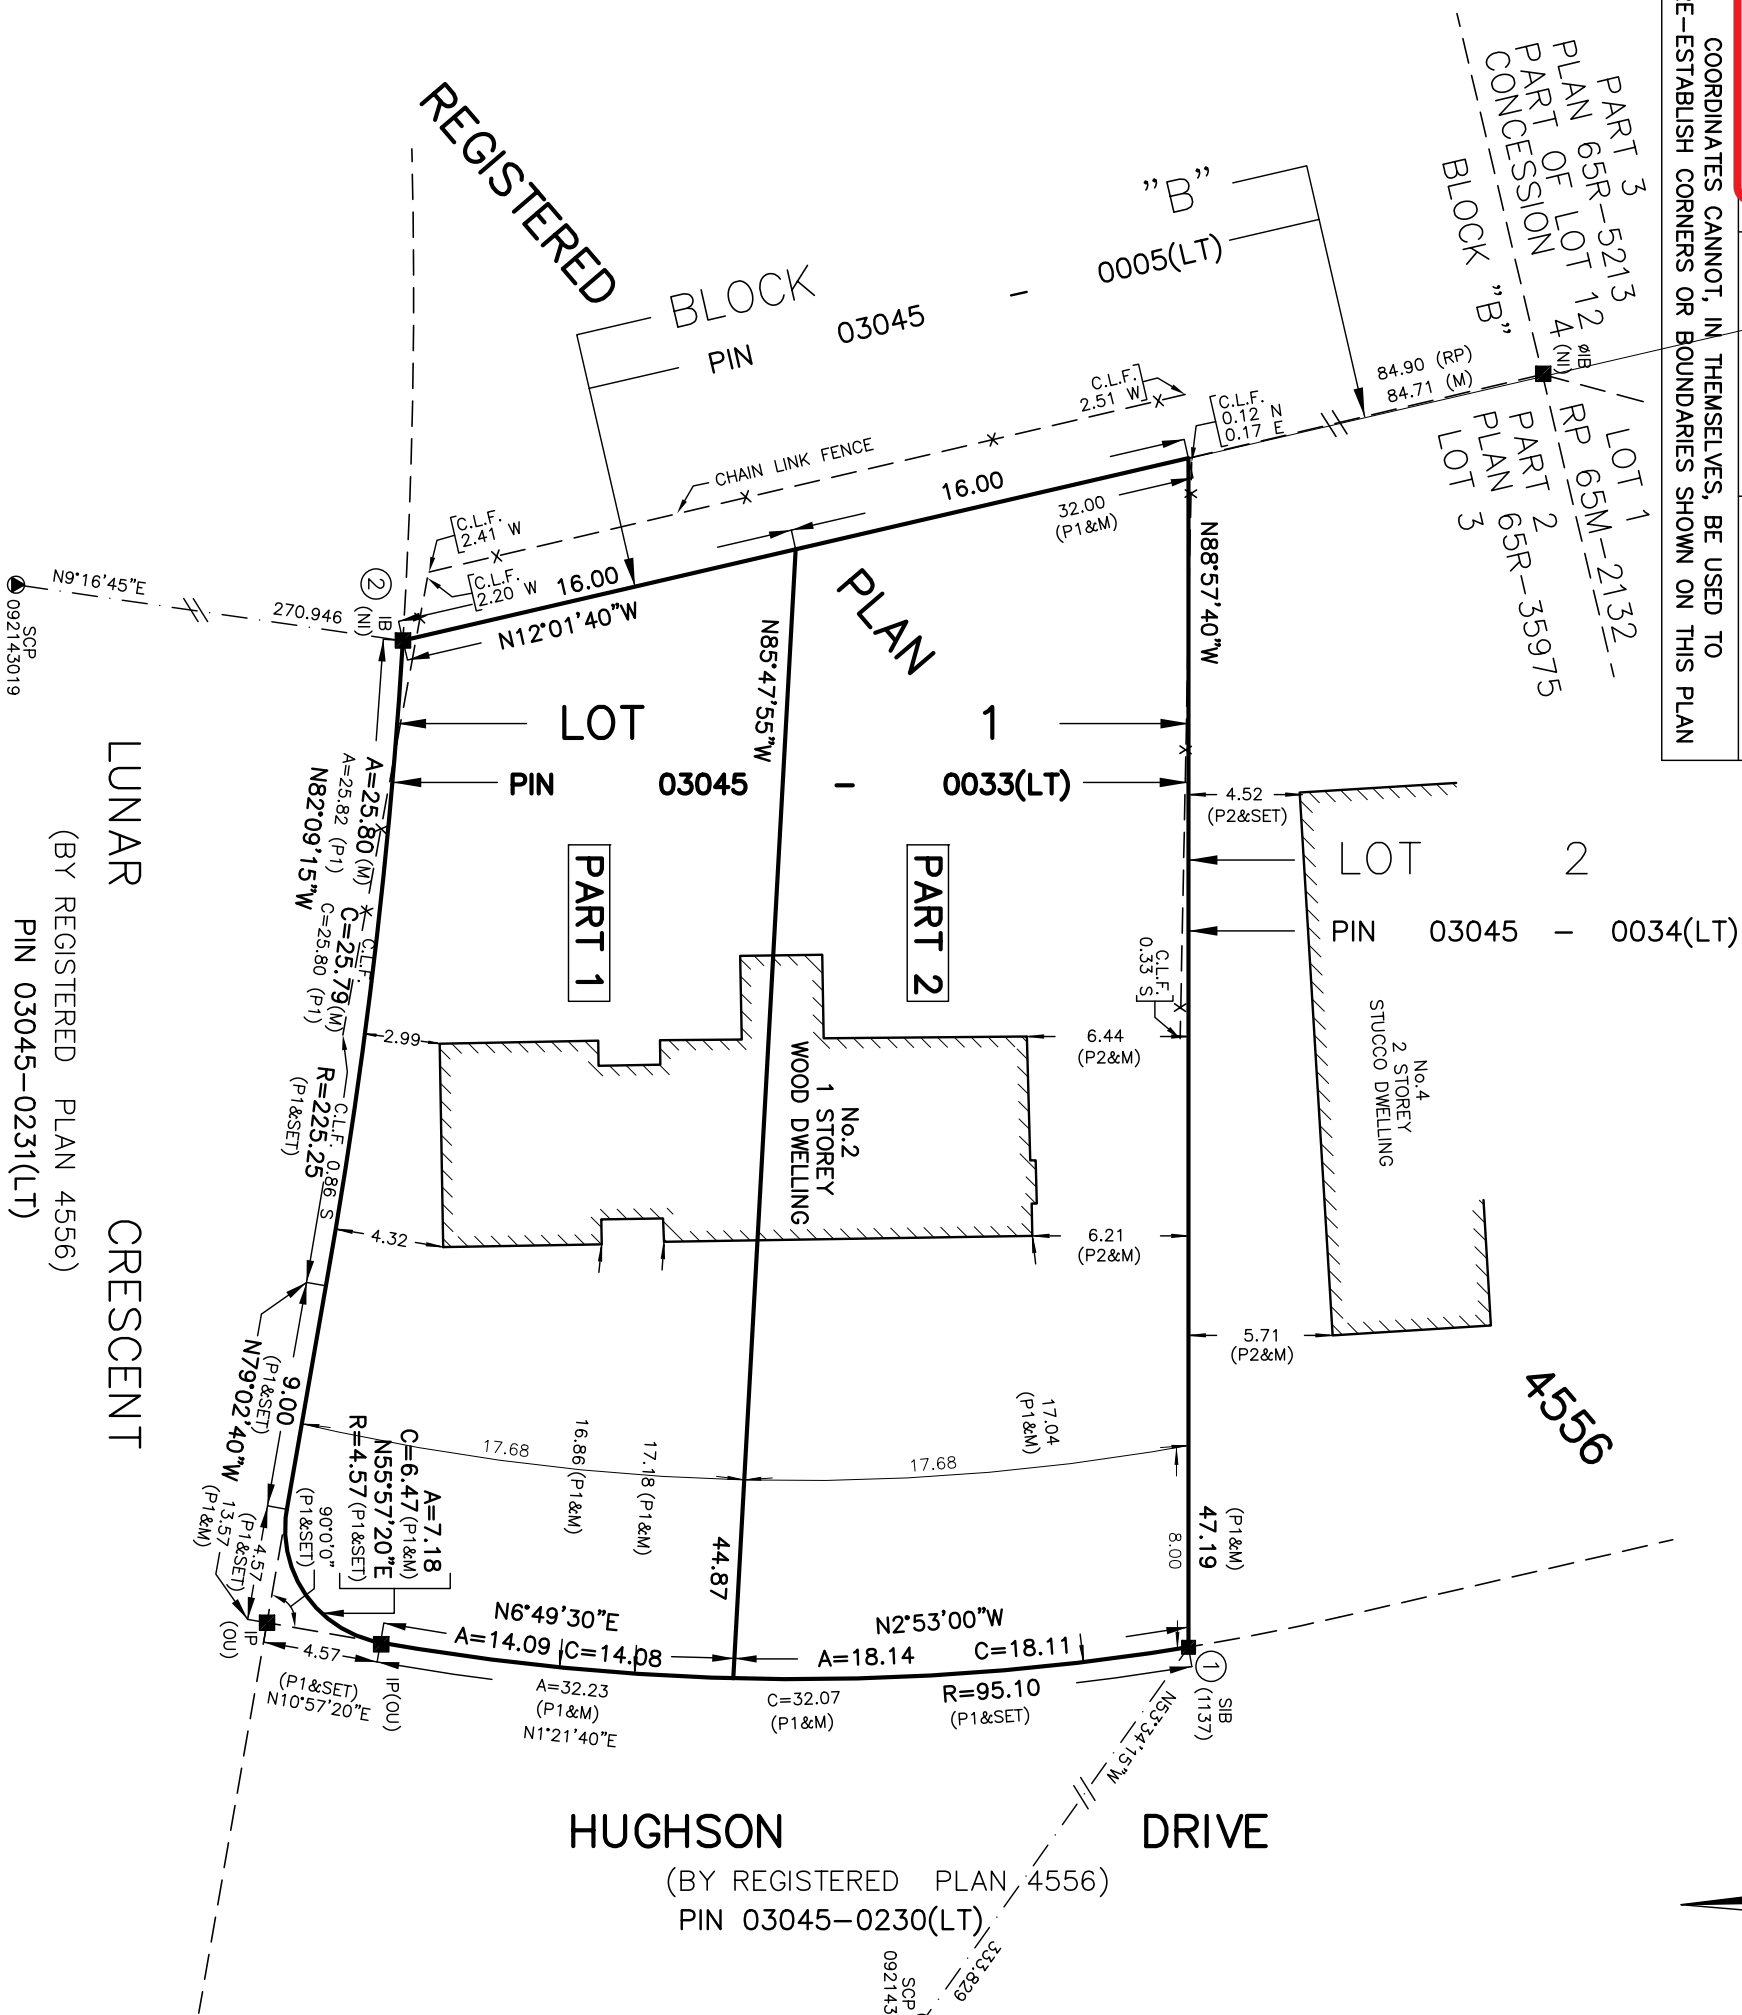 COORDINATES CANNOT, IN THEMSELVES, BE USED TO
E-ESTABLISH CORNERS OR BOUNDARIES SHOWN ON THIS PLAN
PART 3
PLAN 65R-5213
PART OF LOT 12
CONCESSION 4
BLOCK "B"
øIB
(NI)
LOT 1
RP 65M-2132
PART 2
PLAN 65R-35975
LOT 3
84.90 (RP)
84.71 (M)
REGISTERED
PLAN
4556
BLOCK "B"
PIN 03045 - 0005(LT)
C.L.F.
2.51 W
C.L.F.
0.12 N
0.17 E
CHAIN LINK FENCE
16.00
32.00
(P1&M)
C.L.F.
2.41 W
C.L.F.
2.20 W
16.00
N12°01'40"W
N88°57'40"W
N85°47'55"W
2
IB
(NI)
270.946
N9°16'45"E
SCP
092143019
LOT 1
PIN 03045 - 0033(LT)
PART 1
PART 2
4.52
(P2&SET)
LOT 2
PIN 03045 - 0034(LT)
C.L.F.
0.33 S
No.4
2 STOREY
STUCCO DWELLING
No.2
1 STOREY
WOOD DWELLING
6.44
(P2&M)
6.21
(P2&M)
5.71
(P2&M)
2.99
4.32
A=25.80 (M)
A=25.82 (P1)
N82°09'15"W
C=25.79(M)
C=25.80 (P1)
C.L.F.
R=225.25
(P1&SET)
C.L.F. 0.86 S
LUNAR CRESCENT
(BY REGISTERED PLAN 4556)
PIN 03045-0231(LT)
9.00
(P1&SET)
N79°02'40"W
17.68
17.68
16.86 (P1&M)
17.18 (P1&M)
17.04
(P1&M)
44.87
47.19
(P1&M)
8.00
A=7.18
C=6.47 (P1&M)
N55°57'20"E
R=4.57 (P1&SET)
90°0'0"
(P1&SET)
4.57
(P1&SET)
13.57
(P1&M)
IP
(OU)
4.57
(P1&SET)
N10°57'20"E
IP(OU)
N6°49'30"E
A=14.09 C=14.08
N2°53'00"W
A=18.14 C=18.11
A=32.23
(P1&M)
N1°21'40"E
C=32.07
(P1&M)
R=95.10
(P1&SET)
1
SIB
(1137)
N53°34'15"W
333.829
HUGHSON DRIVE
(BY REGISTERED PLAN 4556)
PIN 03045-0230(LT)
SCP
092143